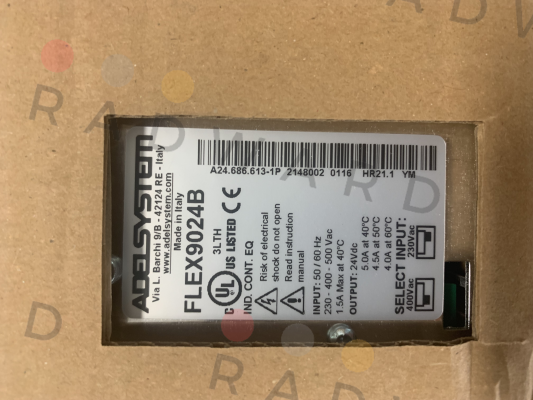 ADELSYSTEM
Via L. Barchi 9/B - 42124 RE - Italy
www.adelsystem.com
Made in Italy
FLEX9024B
3LTH
C UL US LISTED CE
IND. CONT. EQ
Risk of electrical
shock do not open
Read instruction
manual
INPUT: 50 / 60 Hz
230 - 400 - 500 Vac
1.5A Max at 40°C
OUTPUT: 24Vdc
5.0A at 40°C
4.5A at 50°C
4.0A at 60°C
SELECT INPUT:
400Vac 230Vac
A24.686.613-1P 2148002 0116 HR21.1 YM
RADWARD